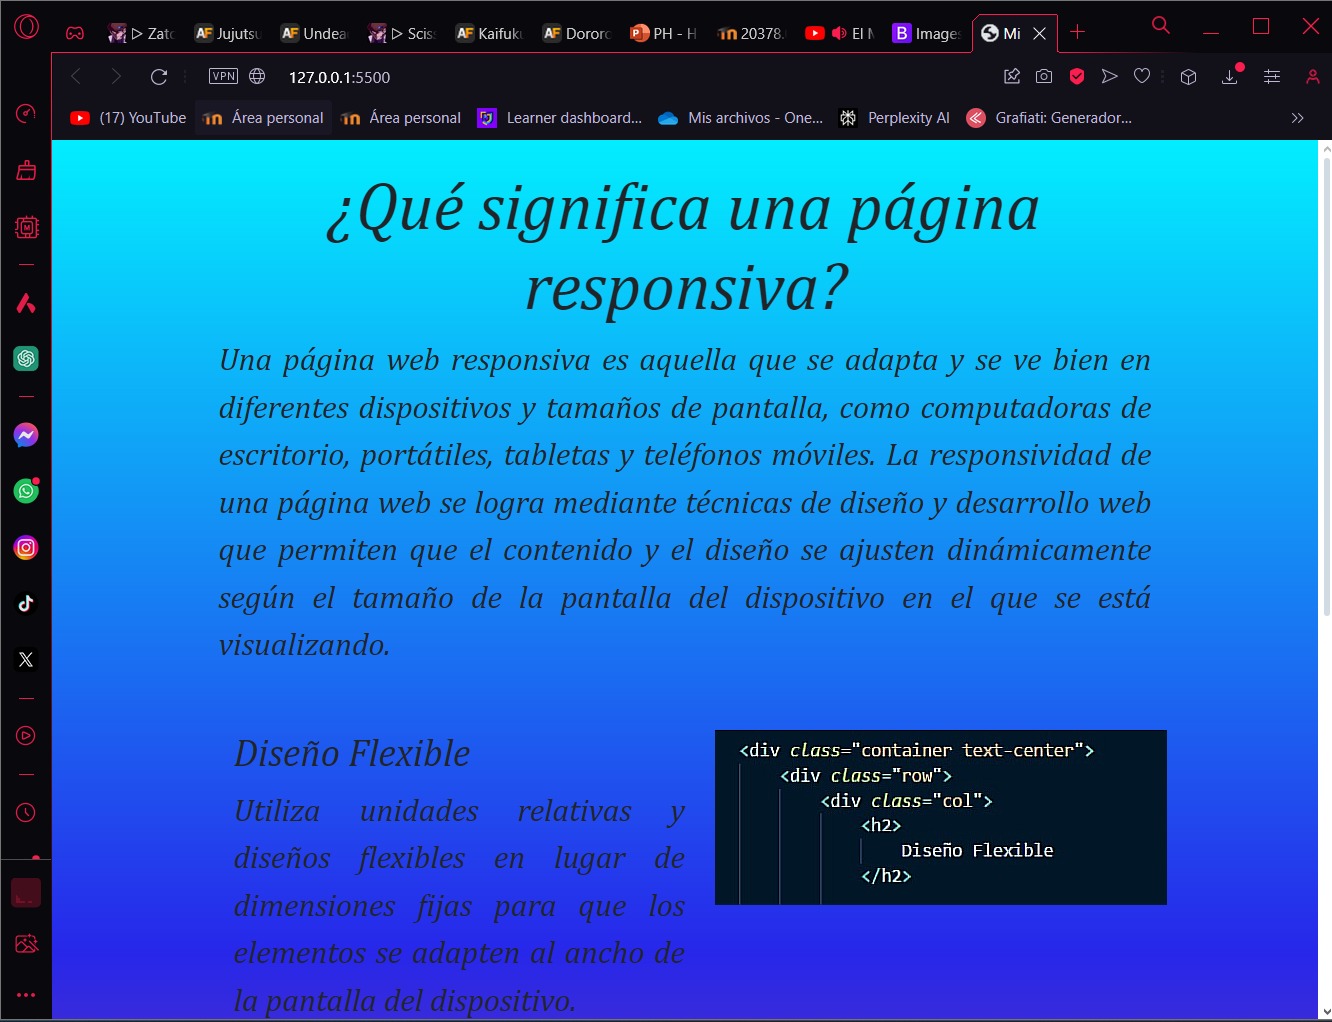 ▷ Zato
AF Jujutsu
AF Undea
▷ Sciss
AF Kaifuku
AF Dororo
PH - H
20378.
El M
B Images
Mi
VPN 127.0.0.1:5500
(17) YouTube
Área personal
Área personal
Learner dashboard...
Mis archivos - One...
Perplexity AI
Grafiati: Generador...
¿Qué significa una página
responsiva?
Una página web responsiva es aquella que se adapta y se ve bien en
diferentes dispositivos y tamaños de pantalla, como computadoras de
escritorio, portátiles, tabletas y teléfonos móviles. La responsividad de
una página web se logra mediante técnicas de diseño y desarrollo web
que permiten que el contenido y el diseño se ajusten dinámicamente
según el tamaño de la pantalla del dispositivo en el que se está
visualizando.
Diseño Flexible
Utiliza unidades relativas y
diseños flexibles en lugar de
dimensiones fijas para que los
elementos se adapten al ancho de
la pantalla del dispositivo.
<div class="container text-center">
<div class="row">
<div class="col">
<h2>
Diseño Flexible
</h2>